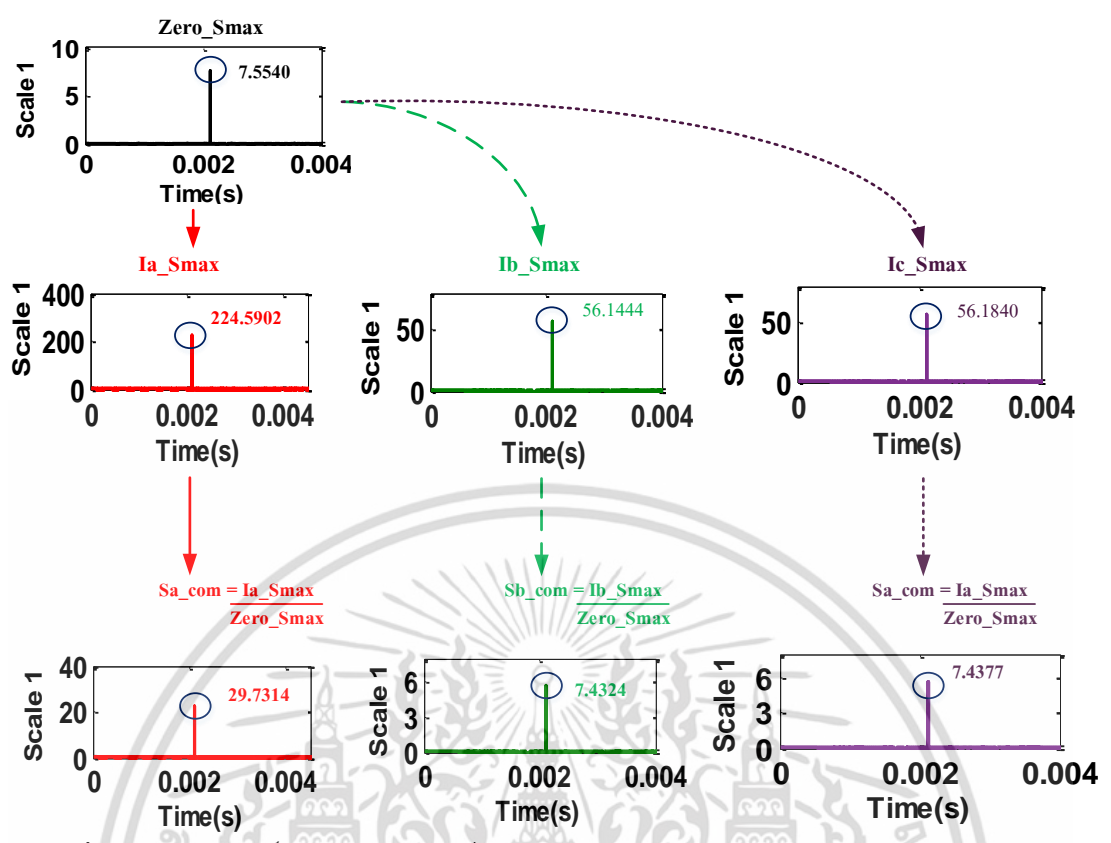 Zero_Smax
10
5
0
Scale 1
7.5540
0 0.002 0.004
Time(s)
Ia_Smax
400
200
0
Scale 1
224.5902
0 0.002 0.004
Time(s)
Ib_Smax
50
0
Scale 1
56.1444
0 0.002 0.004
Time(s)
Ic_Smax
50
0
Scale 1
56.1840
0 0.002 0.004
Time(s)
Sa_com = Ia_Smax
Zero_Smax
Sb_com = Ib_Smax
Zero_Smax
Sa_com = Ia_Smax
Zero_Smax
40
20
0
Scale 1
29.7314
0 0.002 0.004
Time(s)
6
3
0
Scale 1
7.4324
0 0.002 0.004
Time(s)
6
3
0
Scale 1
7.4377
0 0.002 0.004
Time(s)